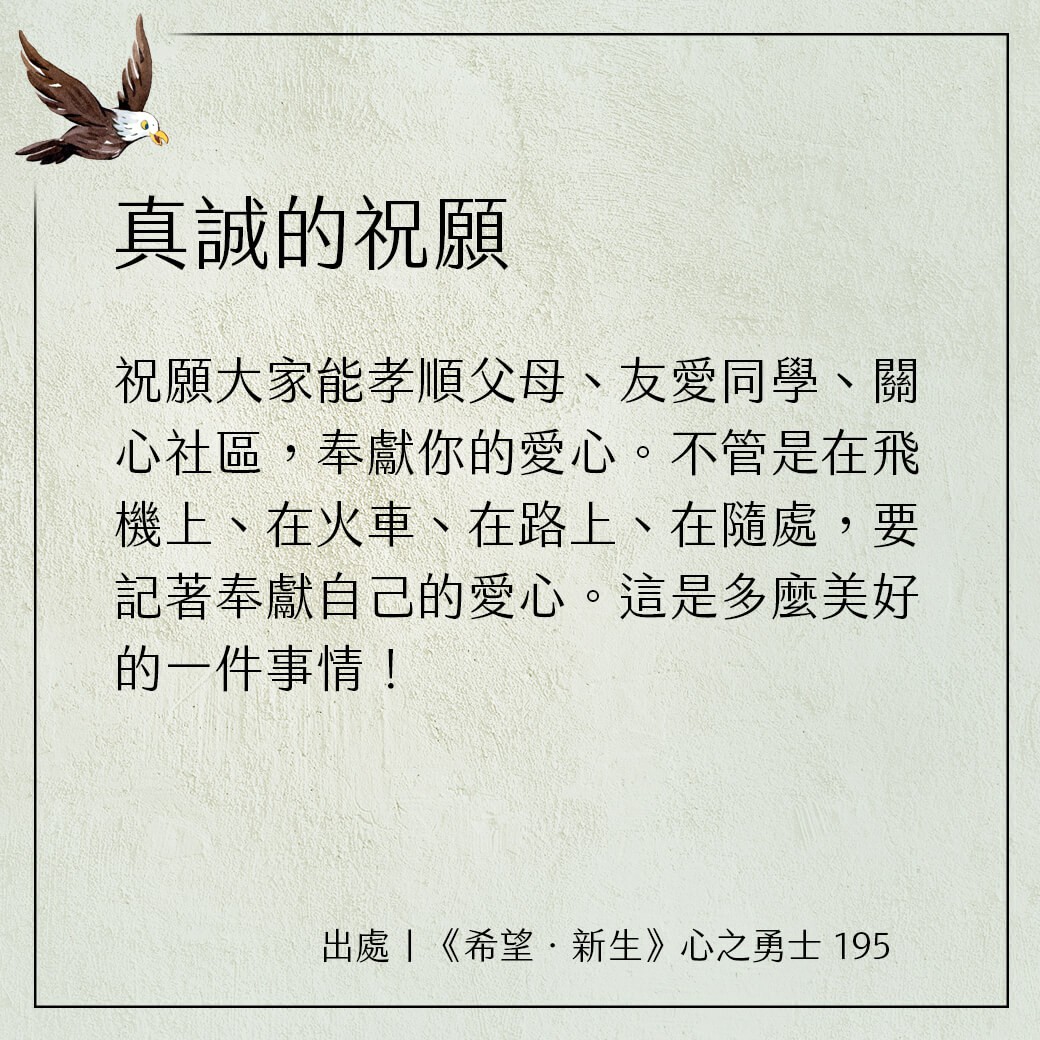 真誠的祝願
祝願大家能孝順父母、友愛同學、關
心社區，奉獻你的愛心。不管是在飛
機上、在火車、在路上、在隨處，要
記著奉獻自己的愛心。這是多麼美好
的一件事情！
出處 | 《希望．新生》心之勇士 195